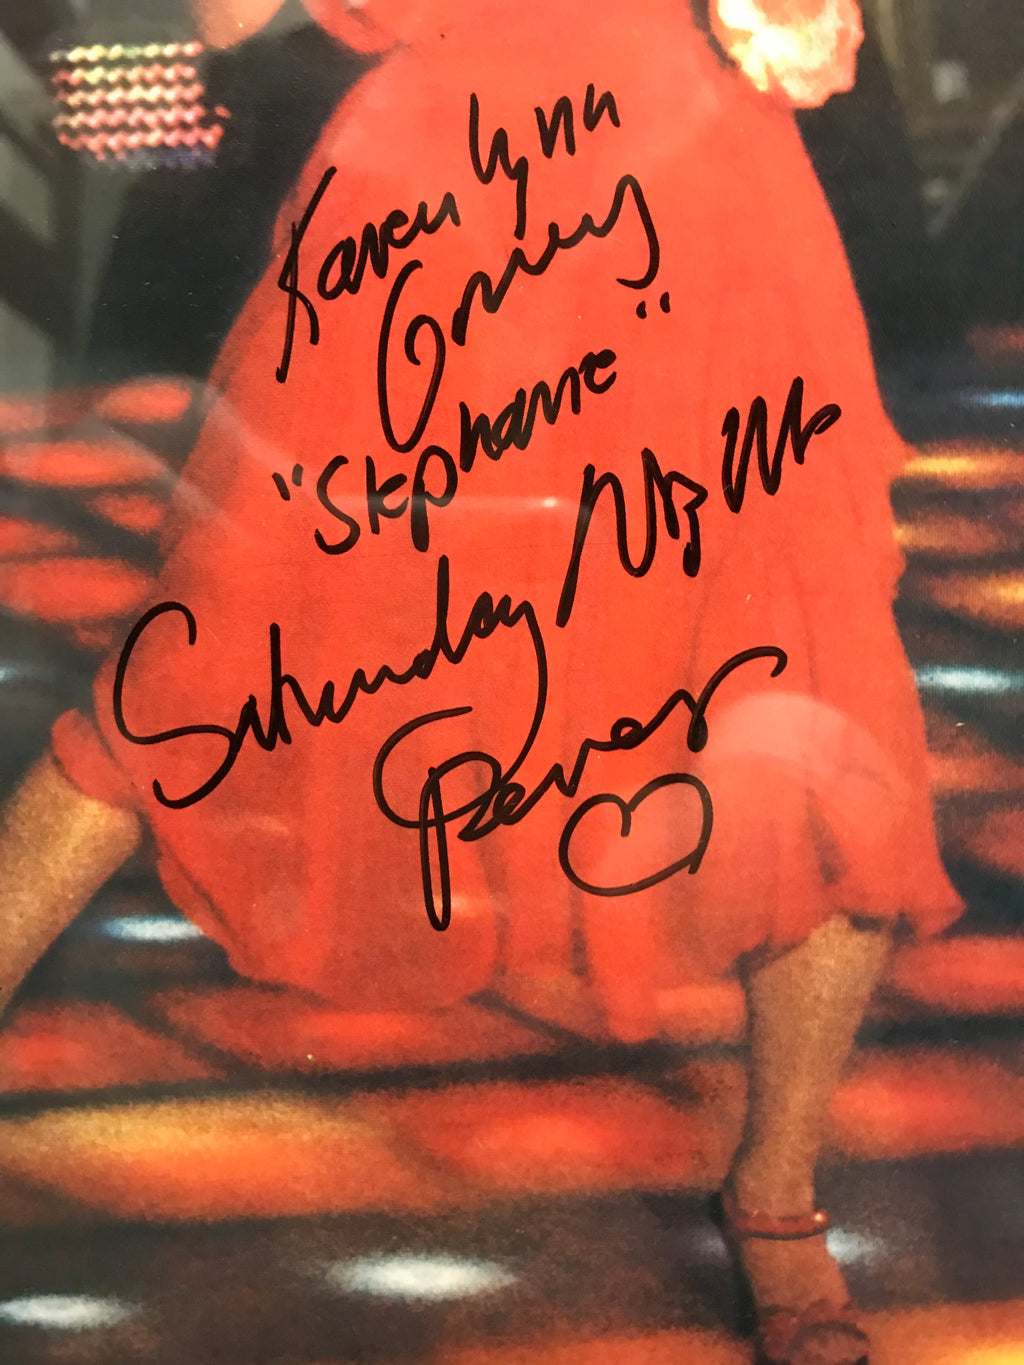 Karen Lynn
Gorney
"Stephanie"
Saturday Night
Fever